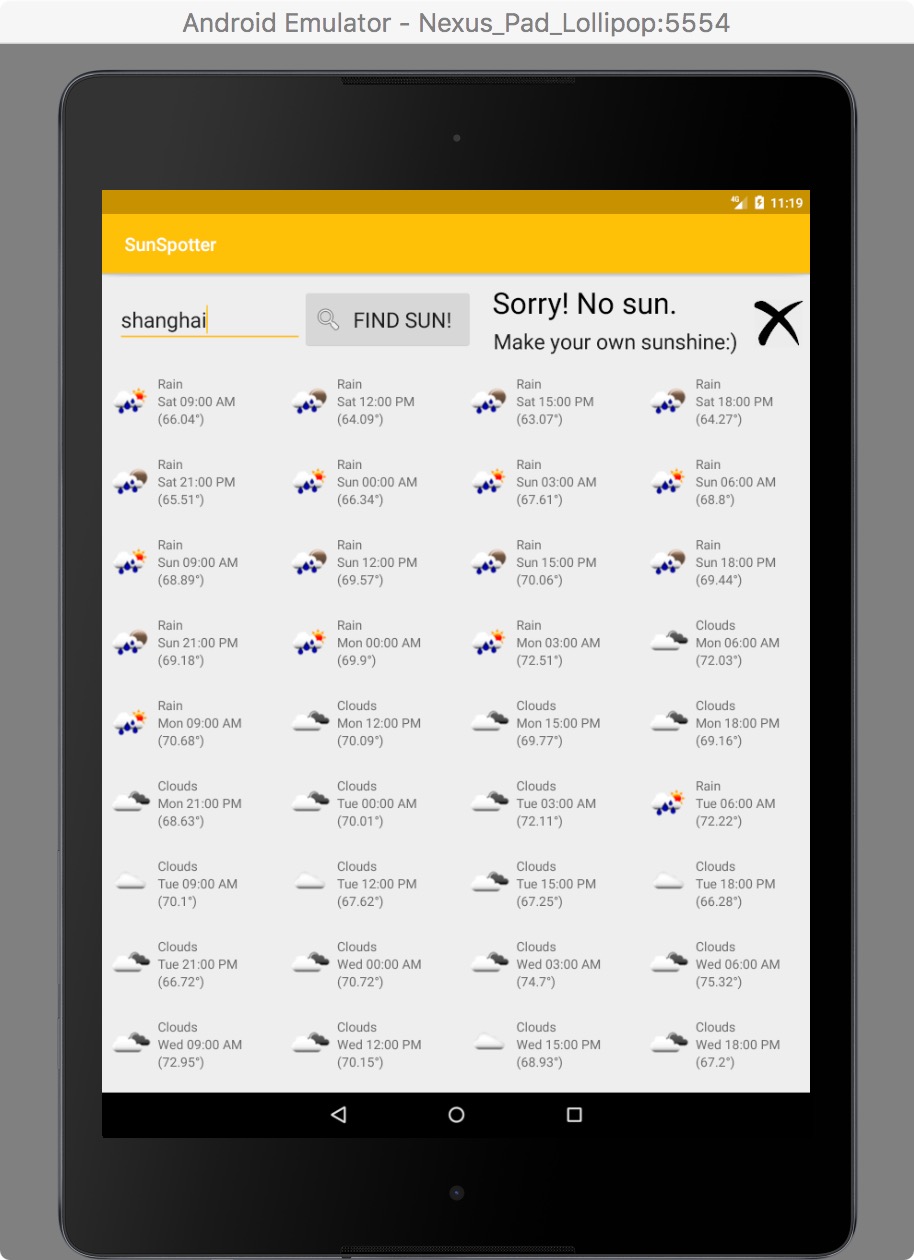 Android Emulator - Nexus_Pad_Lollipop:5554
4G 11:19
SunSpotter
shanghai
FIND SUN!
Sorry! No sun.
Make your own sunshine:)
Rain
Sat 09:00 AM
(66.04°)
Rain
Sat 12:00 PM
(64.09°)
Rain
Sat 15:00 PM
(63.07°)
Rain
Sat 18:00 PM
(64.27°)
Rain
Sat 21:00 PM
(65.51°)
Rain
Sun 00:00 AM
(66.34°)
Rain
Sun 03:00 AM
(67.61°)
Rain
Sun 06:00 AM
(68.8°)
Rain
Sun 09:00 AM
(68.89°)
Rain
Sun 12:00 PM
(69.57°)
Rain
Sun 15:00 PM
(70.06°)
Rain
Sun 18:00 PM
(69.44°)
Rain
Sun 21:00 PM
(69.18°)
Rain
Mon 00:00 AM
(69.9°)
Rain
Mon 03:00 AM
(72.51°)
Clouds
Mon 06:00 AM
(72.03°)
Rain
Mon 09:00 AM
(70.68°)
Clouds
Mon 12:00 PM
(70.09°)
Clouds
Mon 15:00 PM
(69.77°)
Clouds
Mon 18:00 PM
(69.16°)
Clouds
Mon 21:00 PM
(68.63°)
Clouds
Tue 00:00 AM
(70.01°)
Clouds
Tue 03:00 AM
(72.11°)
Rain
Tue 06:00 AM
(72.22°)
Clouds
Tue 09:00 AM
(70.1°)
Clouds
Tue 12:00 PM
(67.62°)
Clouds
Tue 15:00 PM
(67.25°)
Clouds
Tue 18:00 PM
(66.28°)
Clouds
Tue 21:00 PM
(66.72°)
Clouds
Wed 00:00 AM
(70.72°)
Clouds
Wed 03:00 AM
(74.7°)
Clouds
Wed 06:00 AM
(75.32°)
Clouds
Wed 09:00 AM
(72.95°)
Clouds
Wed 12:00 PM
(70.15°)
Clouds
Wed 15:00 PM
(68.93°)
Clouds
Wed 18:00 PM
(67.2°)